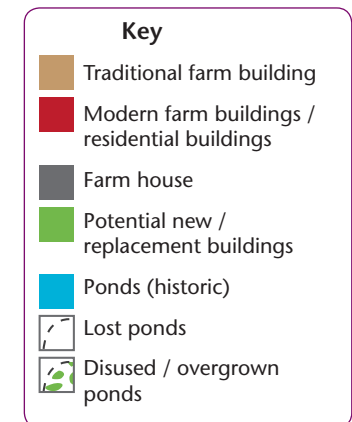 Key
Traditional farm building
Modern farm buildings /
residential buildings
Farm house
Potential new /
replacement buildings
Ponds (historic)
Lost ponds
Disused / overgrown
ponds